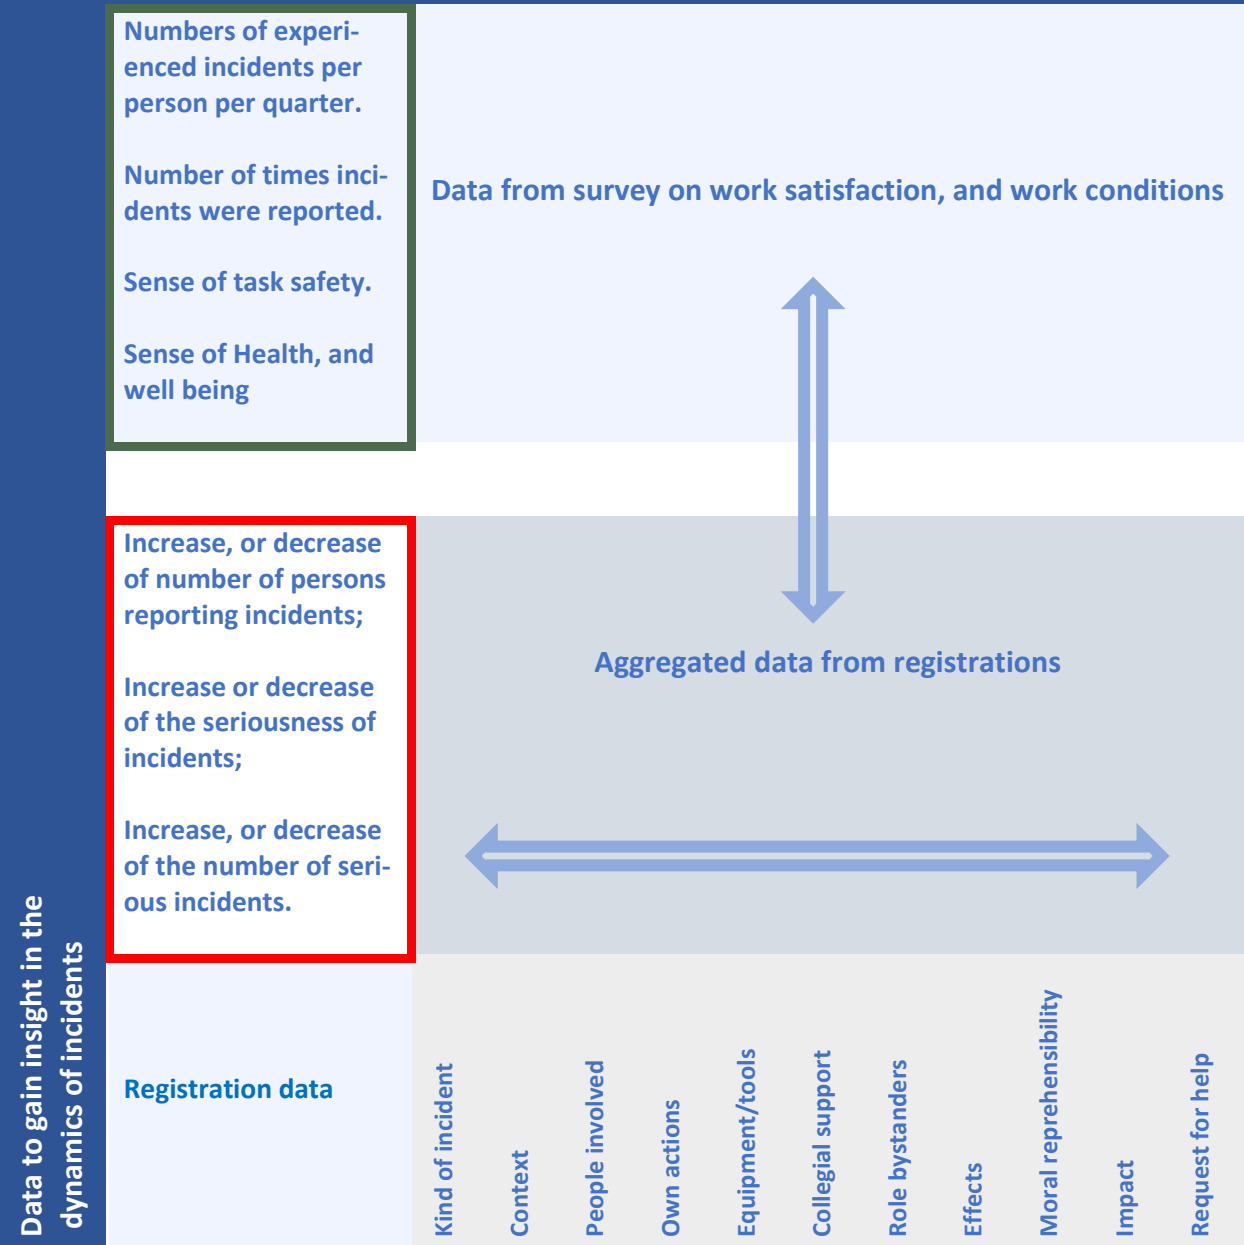 Numbers of experi-
enced incidents per
person per quarter.
Number of times inci-
dents were reported.
Sense of task safety.
Sense of Health, and
well being
Data from survey on work satisfaction, and work conditions
Increase, or decrease
of number of persons
reporting incidents;
Increase or decrease
of the seriousness of
incidents;
Increase, or decrease
of the number of seri-
ous incidents.
Aggregated data from registrations
Data to gain insight in the
dynamics of incidents
Registration data
Kind of incident
Context
People involved
Own actions
Equipment/tools
Collegial support
Role bystanders
Effects
Moral reprehensibility
Impact
Request for help